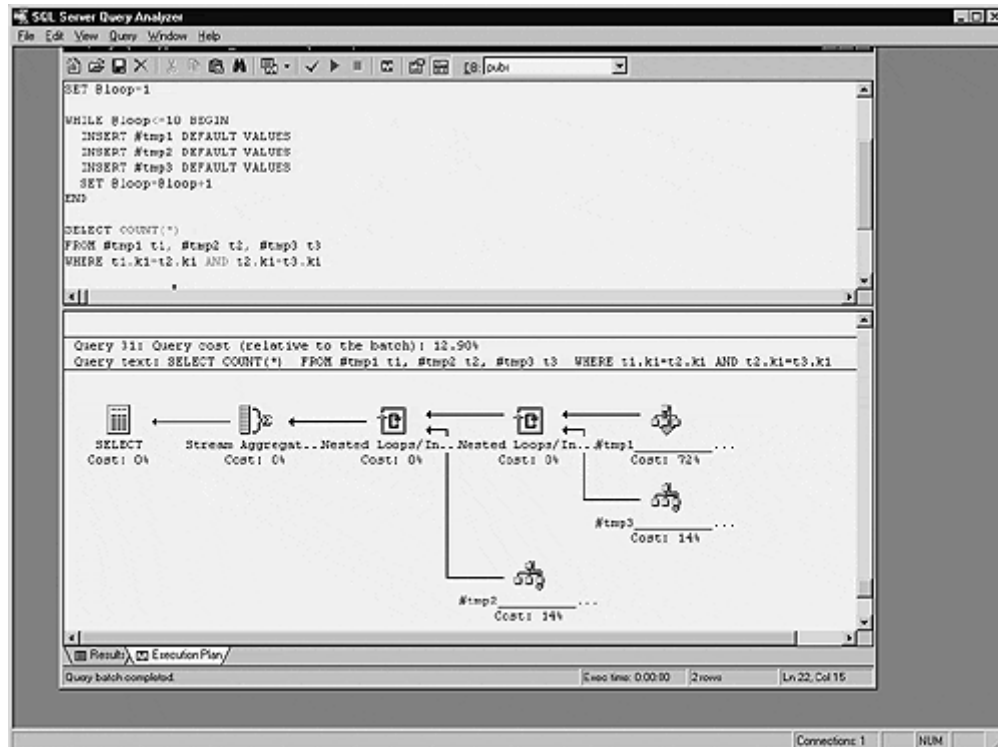 SQL Server Query Analyzer
File Edit View Query Window Help
DB: pubs
SET @loop=1
WHILE @loop<=10 BEGIN
INSERT #tmp1 DEFAULT VALUES
INSERT #tmp2 DEFAULT VALUES
INSERT #tmp3 DEFAULT VALUES
SET @loop=@loop+1
END
SELECT COUNT(*)
FROM #tmp1 t1, #tmp2 t2, #tmp3 t3
WHERE t1.k1=t2.k1 AND t2.k1=t3.k1
Query 31: Query cost (relative to the batch): 12.90%
Query text: SELECT COUNT(*) FROM #tmp1 t1, #tmp2 t2, #tmp3 t3 WHERE t1.k1=t2.k1 AND t2.k1=t3.k1
SELECT Stream Aggregat... Nested Loops/In... Nested Loops/In... #tmp1____________...
Cost: 0% Cost: 0% Cost: 0% Cost: 0% Cost: 72%
#tmp3____________...
Cost: 14%
#tmp2____________...
Cost: 14%
Results Execution Plan
Query batch completed. Exec time: 0:00:00 2 rows Ln 22, Col 15
Connections: 1 NUM